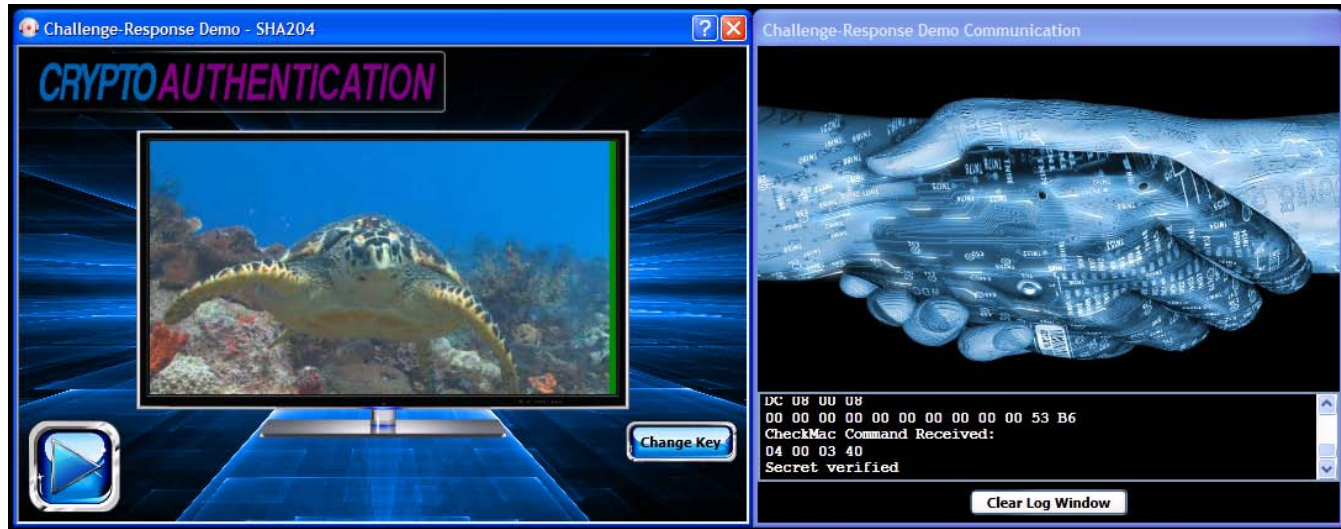 Challenge-Response Demo - SHA204
CRYPTOAUTHENTICATION
Change Key
Challenge-Response Demo Communication
DC 08 00 08
00 00 00 00 00 00 00 00 00 00 53 B6
CheckMac Command Received:
04 00 03 40
Secret verified
Clear Log Window